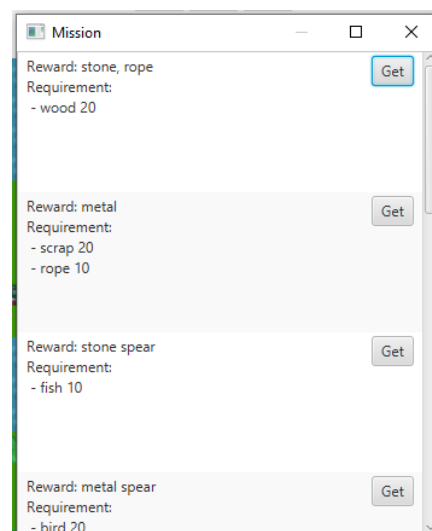 Mission
Reward: stone, rope
Get
Requirement:
- wood 20
Reward: metal
Get
Requirement:
- scrap 20
- rope 10
Reward: stone spear
Get
Requirement:
- fish 10
Reward: metal spear
Get
Requirement:
- bird 20